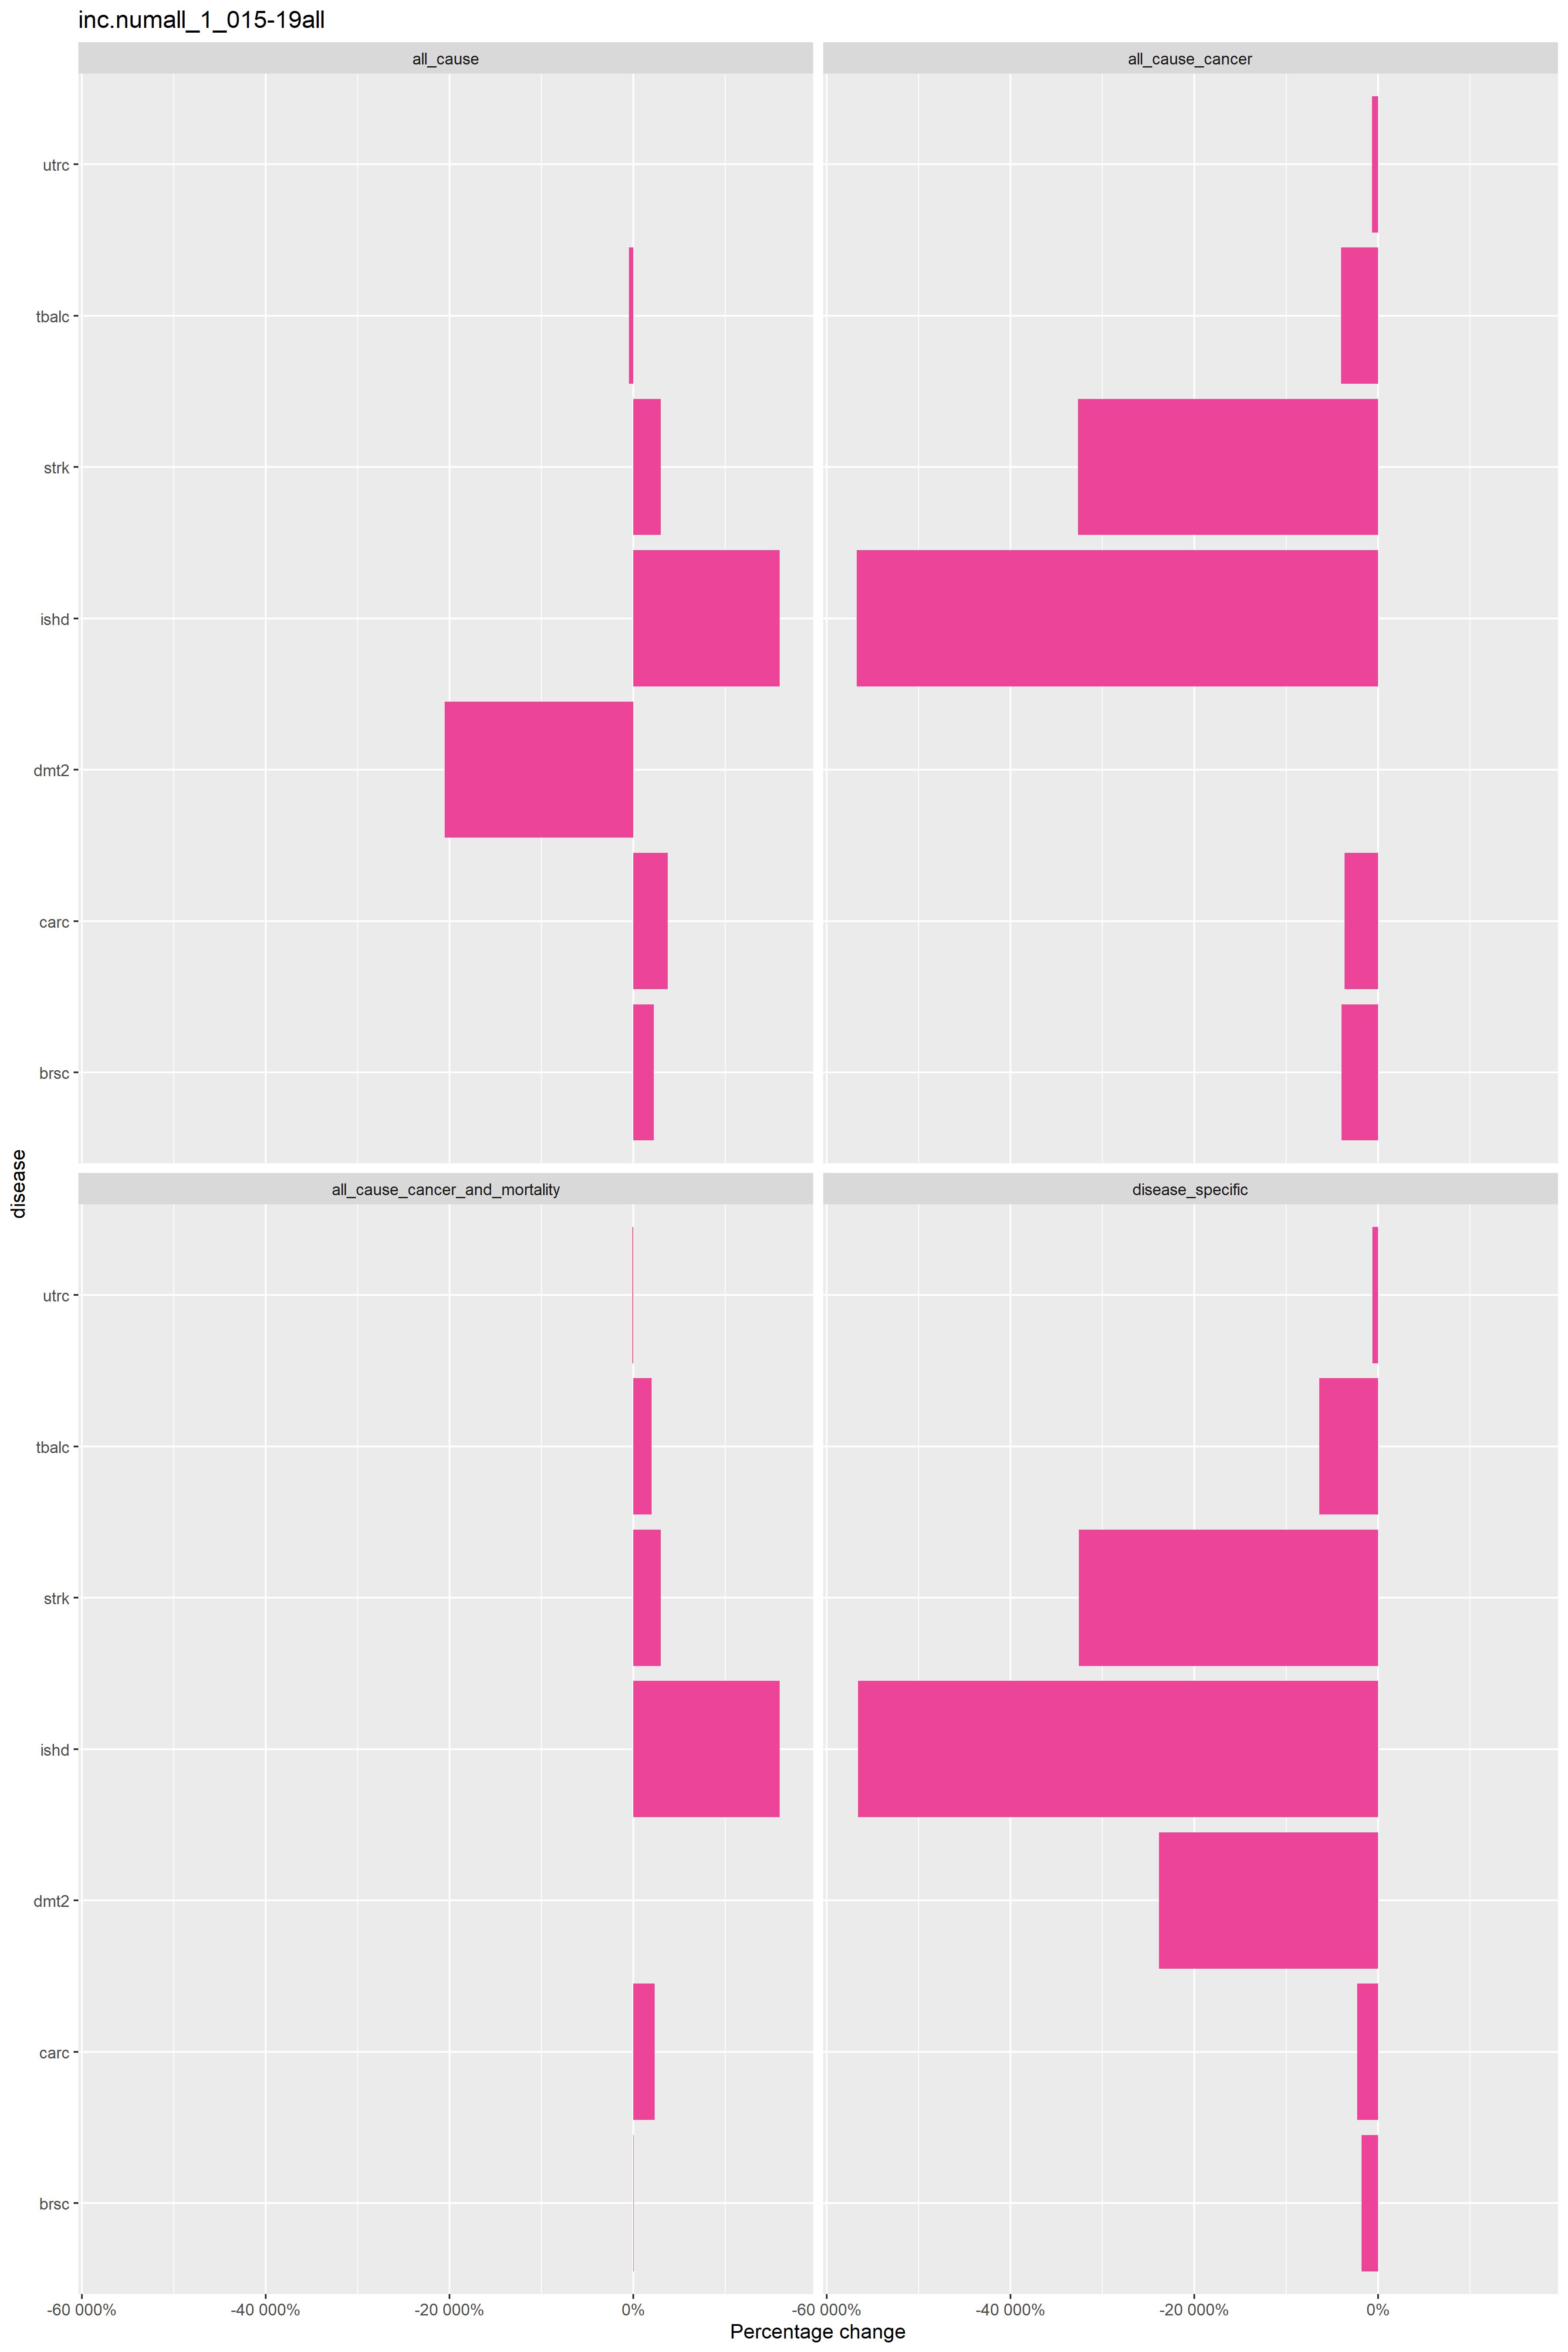 inc.numall_1_015-19all
all_cause
all_cause_cancer
utrc
tbalc
strk
ishd
dmt2
carc
brsc
disease
all_cause_cancer_and_mortality
disease_specific
utrc
tbalc
strk
ishd
dmt2
carc
brsc
-60 000%
-40 000%
-20 000%
0%
-60 000%
-40 000%
-20 000%
0%
Percentage change